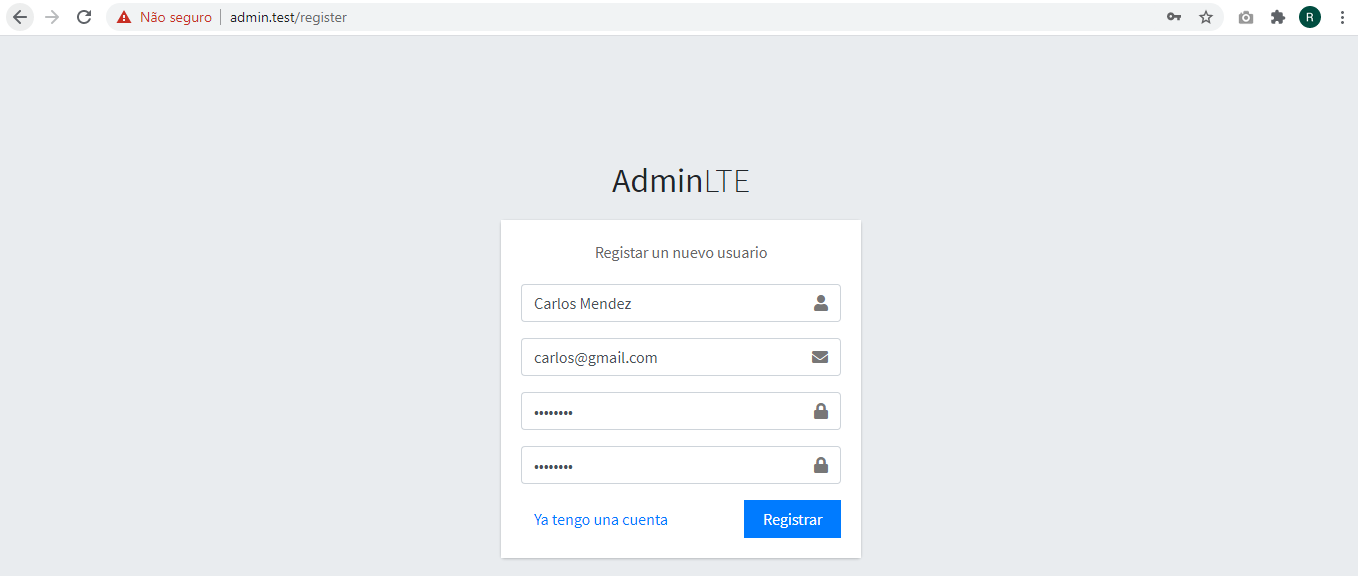 Não seguro admin.test/register R
AdminLTE
Registar un nuevo usuario
Carlos Mendez
carlos@gmail.com
••••••••
••••••••
Ya tengo una cuenta Registrar